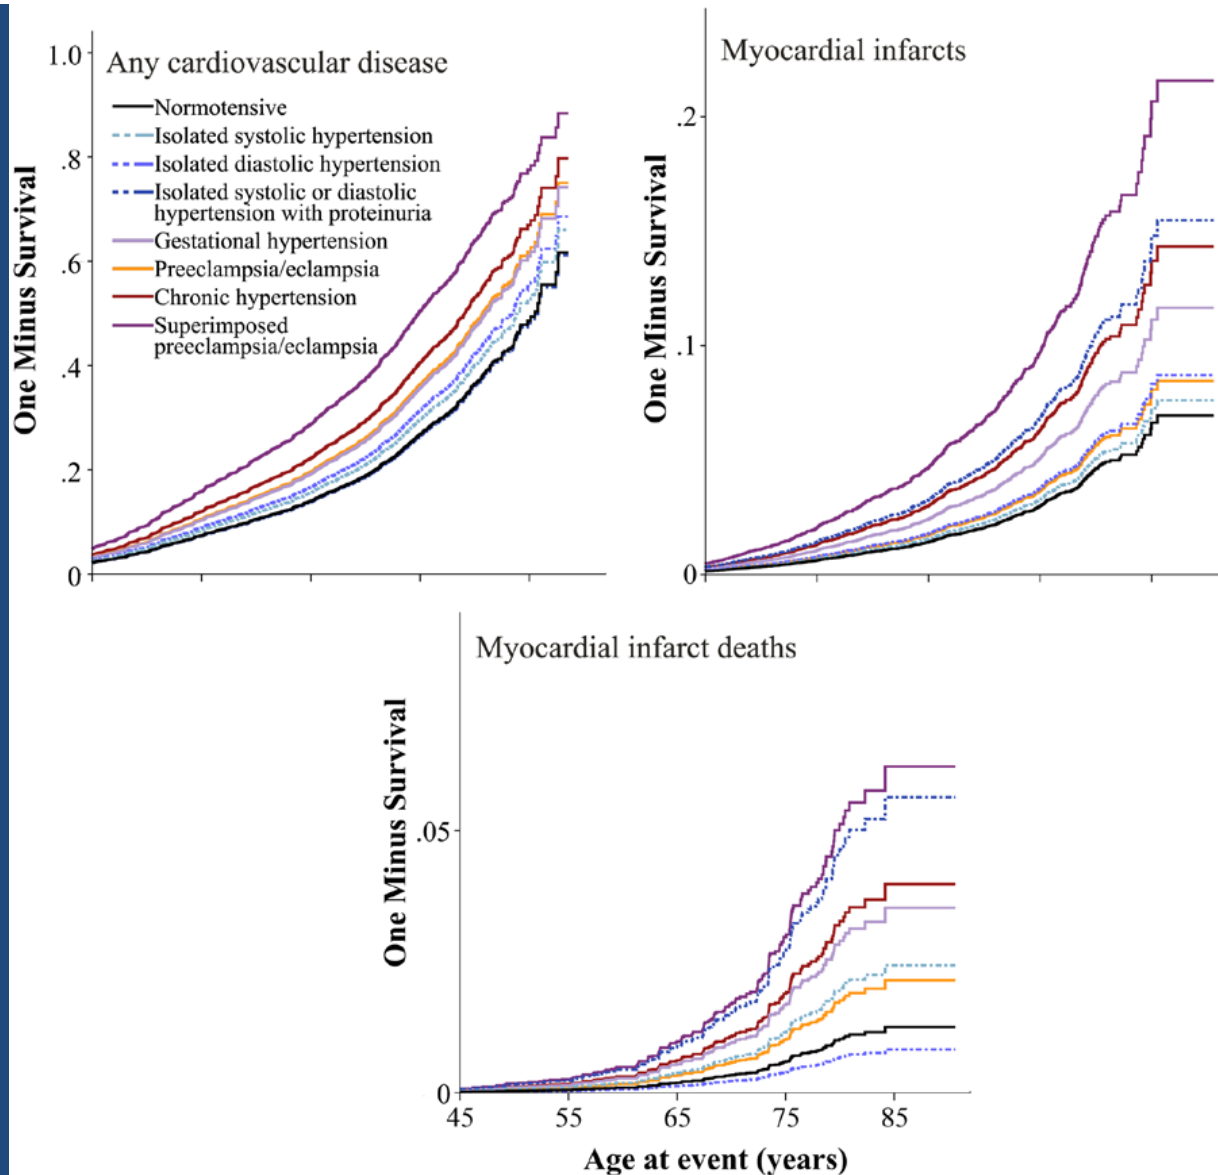 Any cardiovascular disease
One Minus Survival
1.0
.8
.6
.4
.2
0
Normotensive
Isolated systolic hypertension
Isolated diastolic hypertension
Isolated systolic or diastolic
hypertension with proteinuria
Gestational hypertension
Preeclampsia/eclampsia
Chronic hypertension
Superimposed
preeclampsia/eclampsia
Myocardial infarcts
One Minus Survival
.2
.1
0
Myocardial infarct deaths
One Minus Survival
.05
0
45 55 65 75 85
Age at event (years)